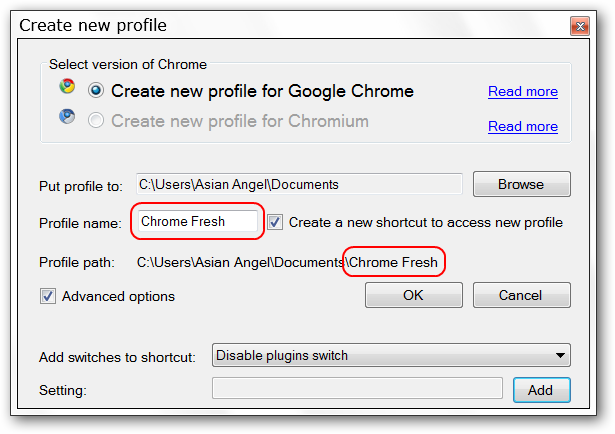 Create new profile
Select version of Chrome
Create new profile for Google Chrome Read more
Create new profile for Chromium Read more
Put profile to: C:\Users\Asian Angel\Documents Browse
Profile name: Chrome Fresh Create a new shortcut to access new profile
Profile path: C:\Users\Asian Angel\Documents\Chrome Fresh
Advanced options OK Cancel
Add switches to shortcut: Disable plugins switch
Setting: Add